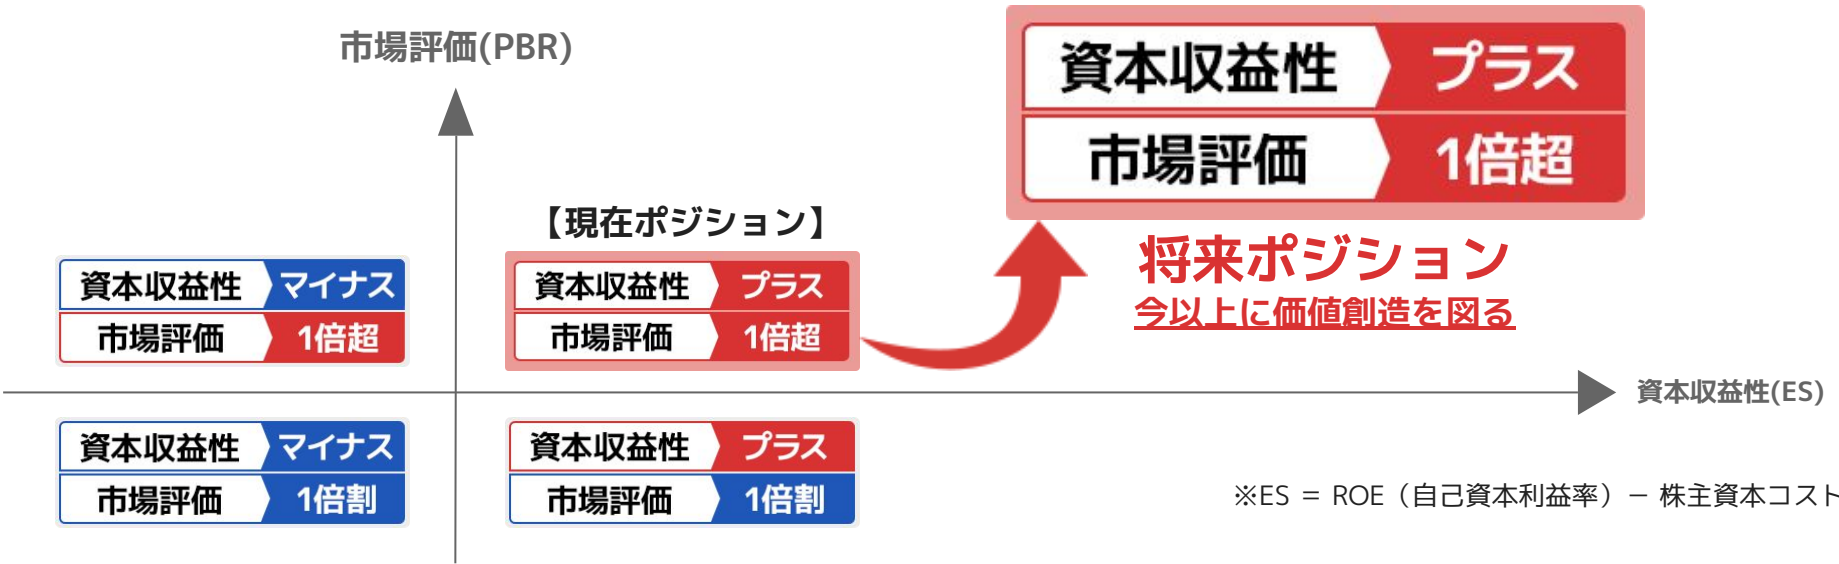 市場評価(PBR)
資本収益性 プラス
市場評価 1倍超
将来ポジション
今以上に価値創造を図る
【現在ポジション】
資本収益性 マイナス
市場評価 1倍超
資本収益性 プラス
市場評価 1倍超
資本収益性(ES)
資本収益性 マイナス
市場評価 1倍割
資本収益性 プラス
市場評価 1倍割
※ES = ROE（自己資本利益率）－ 株主資本コスト